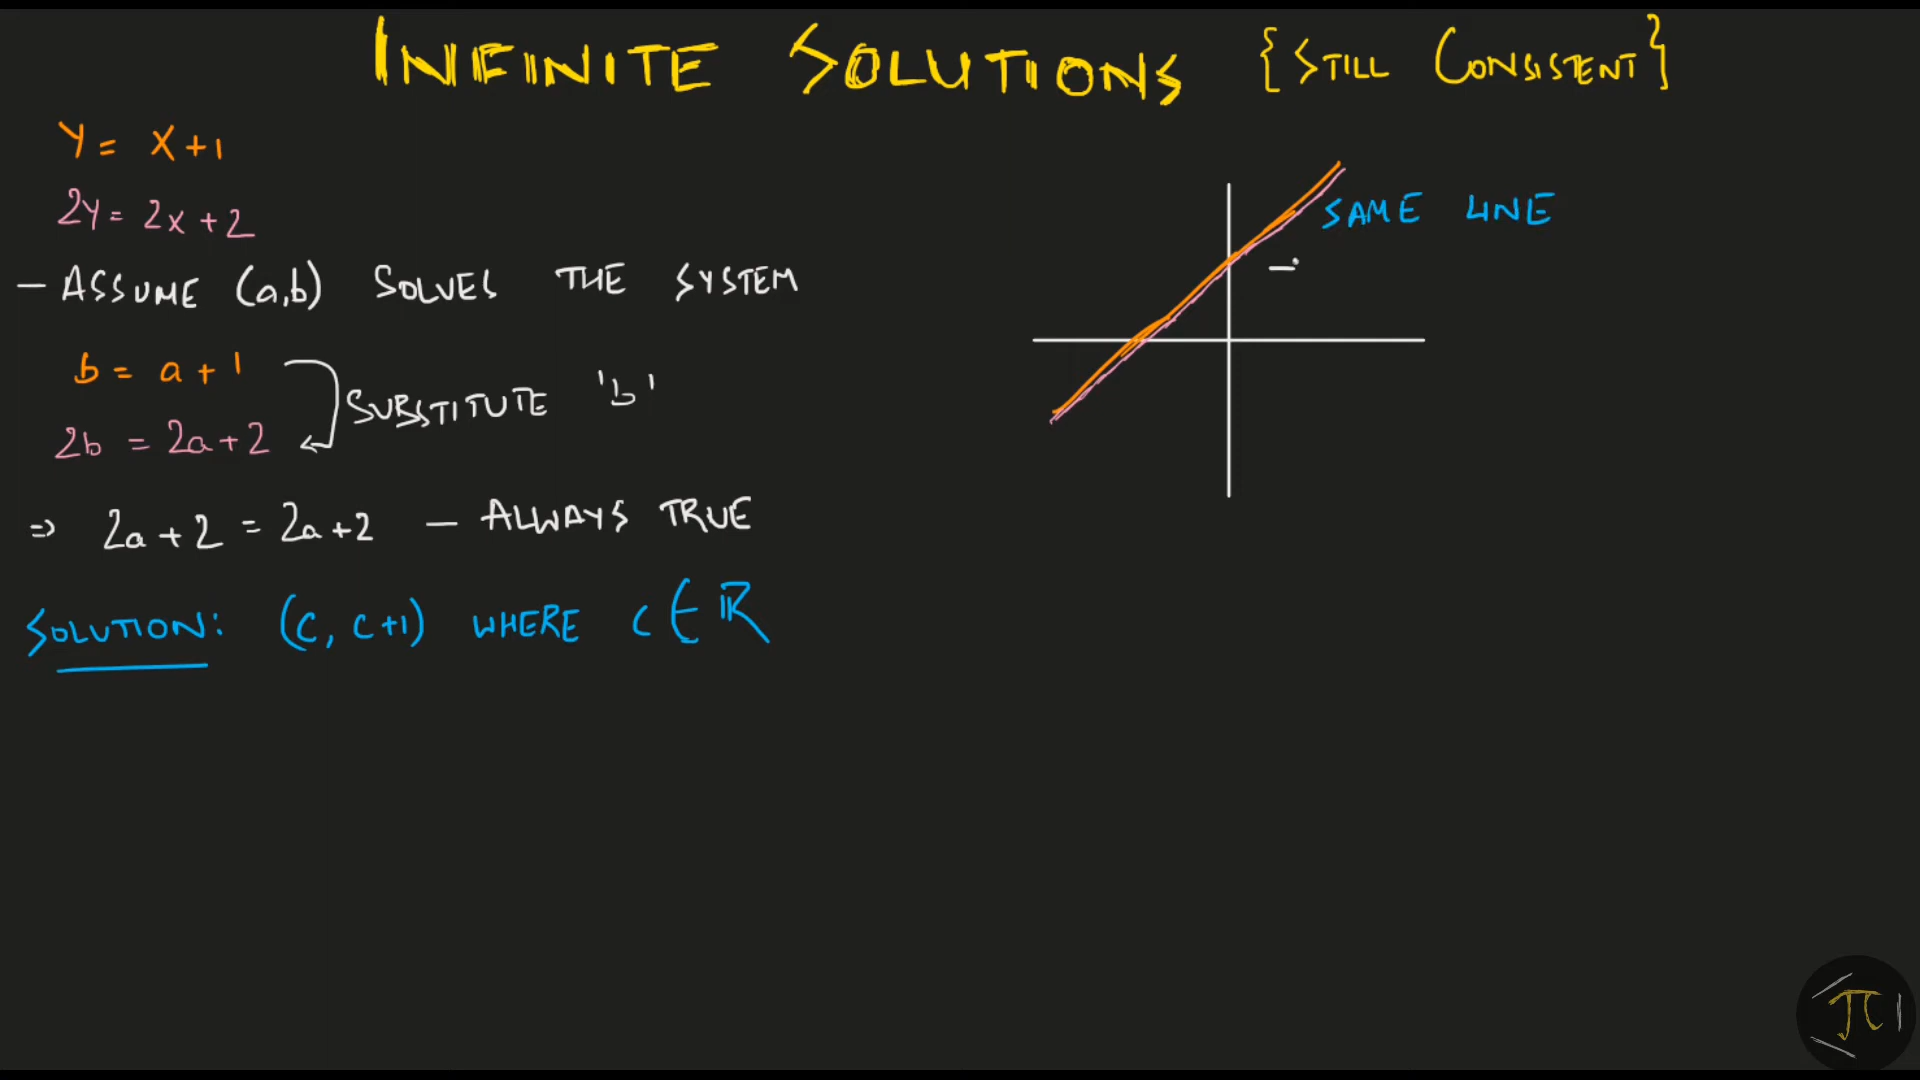 INFINITE SOLUTIONS {STILL CONSISTENT}
Y = X+1
2Y = 2X+2
- ASSUME (a,b) SOLVES THE SYSTEM
b = a+1
SUBSTITUTE 'b'
2b = 2a+2
⇒ 2a+2 = 2a+2 - ALWAYS TRUE
SOLUTION: (C, C+1) WHERE C ∈ ℝ
SAME LINE
π